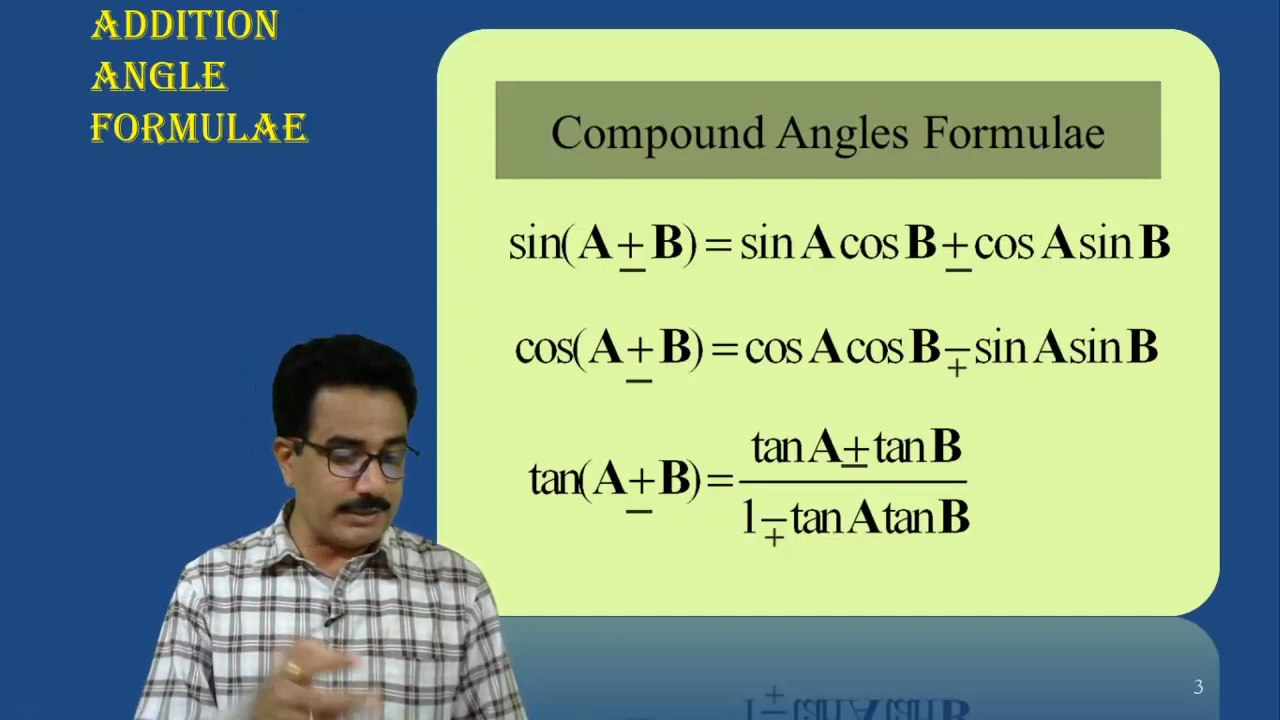 ADDITION
ANGLE
FORMULAE
Compound Angles Formulae
sin(A ± B) = sin A cos B ± cos A sin B
cos(A ± B) = cos A cos B ∓ sin A sin B
tan(A ± B) = (tan A ± tan B) / (1 ∓ tan A tan B)
3